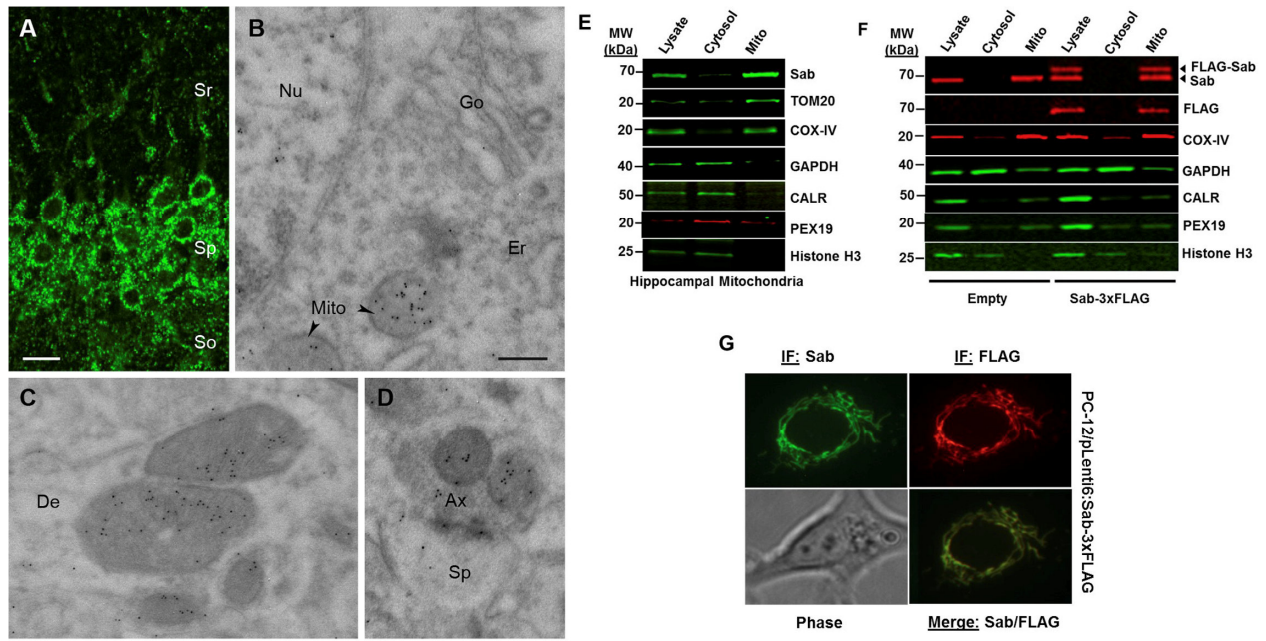 A
Sr
Sp
So
B
Nu
Go
Mito
Er
C
De
D
Ax
Sp
E
MW
(kDa)
Lysate
Cytosol
Mito
70
Sab
20
TOM20
20
COX-IV
40
GAPDH
50
CALR
20
PEX19
25
Histone H3
Hippocampal Mitochondria
F
MW
(kDa)
Lysate
Cytosol
Mito
Lysate
Cytosol
Mito
FLAG-Sab
70
Sab
70
FLAG
20
COX-IV
40
GAPDH
50
CALR
20
PEX19
25
Histone H3
Empty
Sab-3xFLAG
G
IF: Sab
IF: FLAG
PC-12/pLenti6:Sab-3xFLAG
Phase
Merge: Sab/FLAG